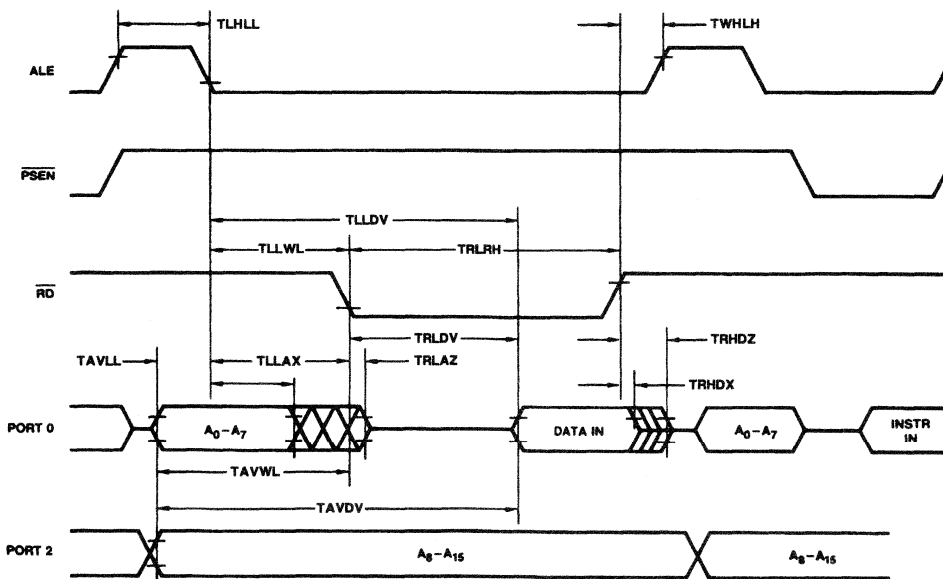 TLHLL
TWHLH
ALE
PSEN
TLLDV
TLLWL
TRLRH
RD
TRLDV
TRHDZ
TAVLL
TLLAX
TRLAZ
TRHDX
PORT 0
A0–A7
DATA IN
A0–A7
INSTR
IN
TAVWL
TAVDV
PORT 2
A8–A15
A8–A15